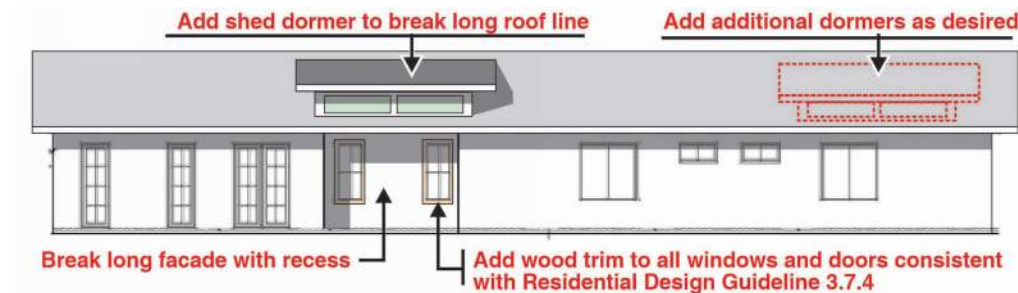 Add shed dormer to break long roof line
Add additional dormers as desired
Break long facade with recess
Add wood trim to all windows and doors consistent
with Residential Design Guideline 3.7.4